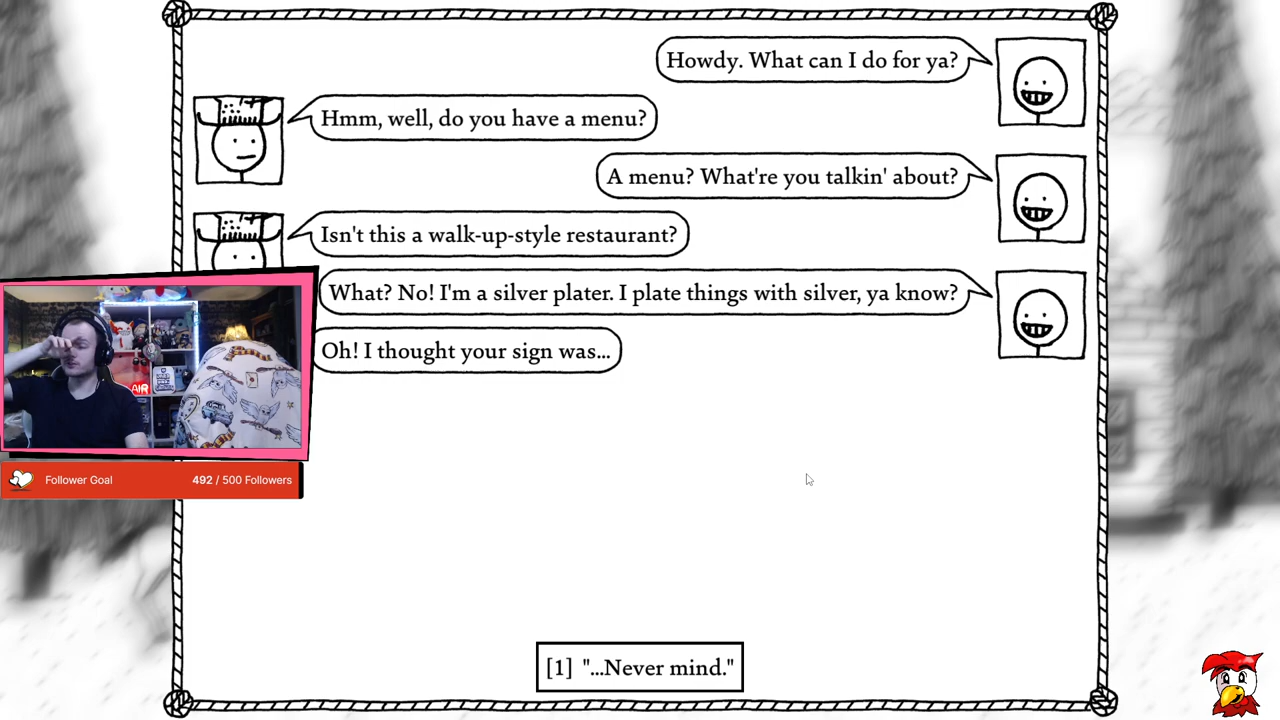 Howdy. What can I do for ya?
Hmm, well, do you have a menu?
A menu? What're you talkin' about?
Isn't this a walk-up-style restaurant?
What? No! I'm a silver plater. I plate things with silver, ya know?
Oh! I thought your sign was...
AIR
Follower Goal 492 / 500 Followers
[1] "...Never mind."